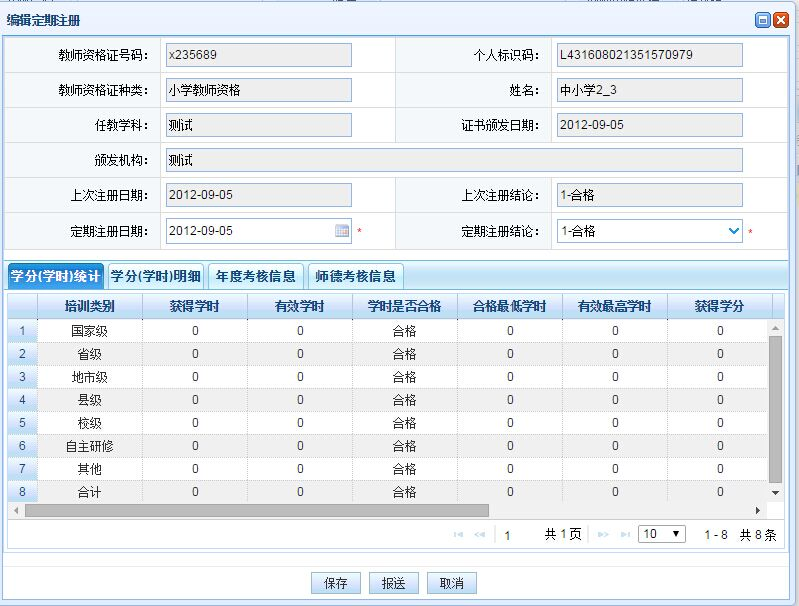 编辑定期注册
教师资格证号码： x235689 个人标识码： L431608021351570979
教师资格证种类： 小学教师资格 姓名： 中小学2_3
任教学科： 测试 证书颁发日期： 2012-09-05
颁发机构： 测试
上次注册日期： 2012-09-05 上次注册结论： 1-合格
定期注册日期： 2012-09-05 * 定期注册结论： 1-合格 *
学分(学时)统计 学分(学时)明细 年度考核信息 师德考核信息
培训类别 获得学时 有效学时 学时是否合格 合格最低学时 有效最高学时 获得学分
1 国家级 0 0 合格 0 0 0
2 省级 0 0 合格 0 0 0
3 地市级 0 0 合格 0 0 0
4 县级 0 0 合格 0 0 0
5 校级 0 0 合格 0 0 0
6 自主研修 0 0 合格 0 0 0
7 其他 0 0 合格 0 0 0
8 合计 0 0 合格 0 0 0
1 共 1 页 10 1 - 8 共 8 条
保存 报送 取消